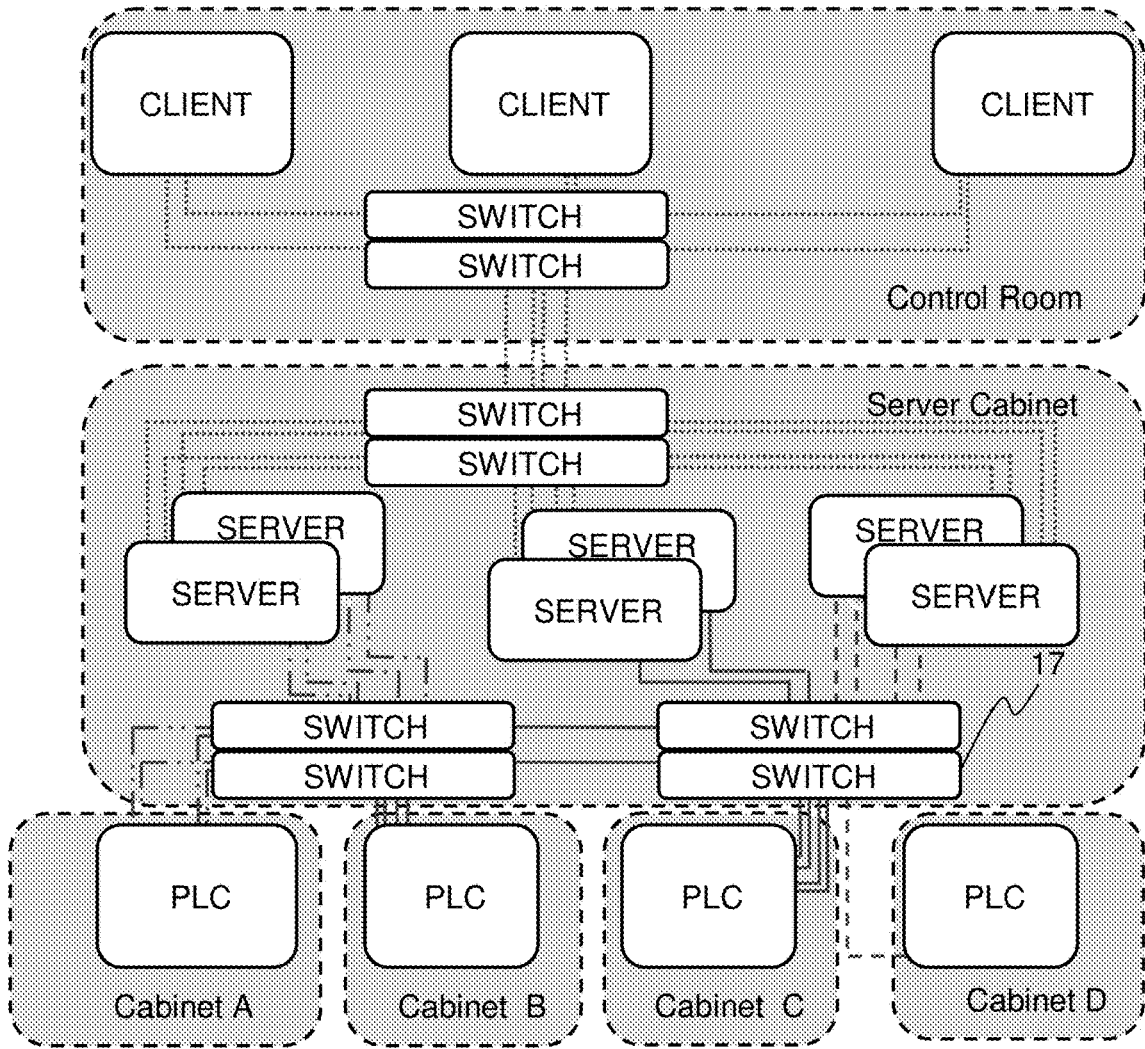 CLIENT
CLIENT
CLIENT
SWITCH
SWITCH
Control Room
SWITCH
Server Cabinet
SWITCH
SERVER
SERVER
SERVER
SERVER
SERVER
SERVER
17
SWITCH
SWITCH
SWITCH
SWITCH
PLC
PLC
PLC
PLC
Cabinet A
Cabinet B
Cabinet C
Cabinet D